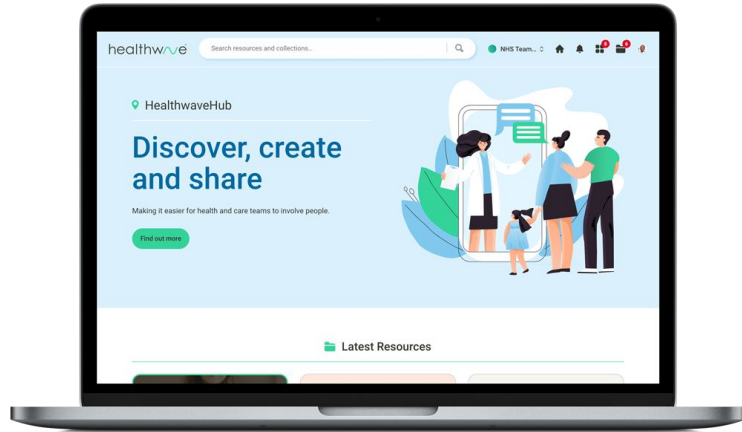 healthwave
Search resources and collections...
NHS Team...
HealthwaveHub
Discover, create
and share
Making it easier for health and care teams to involve people.
Find out more
Latest Resources